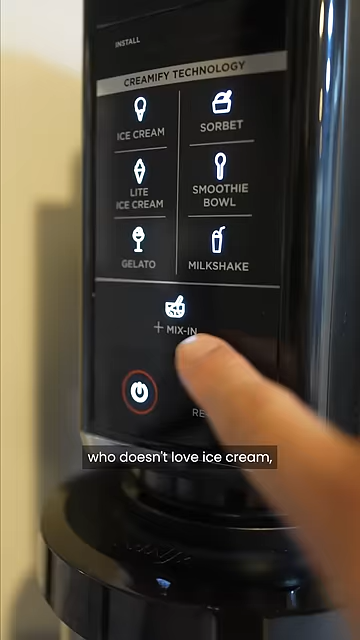 INSTALL
CREAMIFY TECHNOLOGY
ICE CREAM
SORBET
LITE
ICE CREAM
SMOOTHIE
BOWL
GELATO
MILKSHAKE
+ MIX-IN
RE
who doesn't love ice cream,